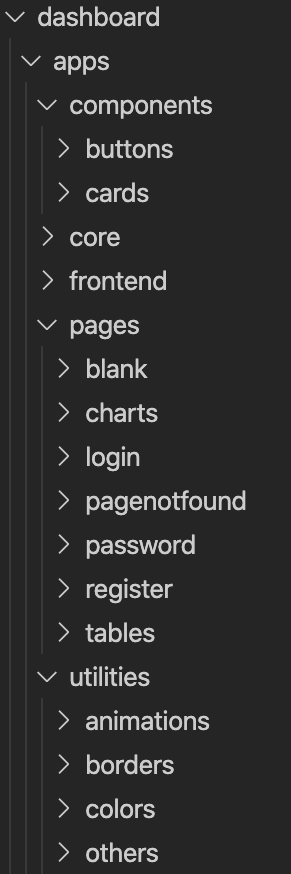 dashboard
apps
components
buttons
cards
core
frontend
pages
blank
charts
login
pagenotfound
password
register
tables
utilities
animations
borders
colors
others